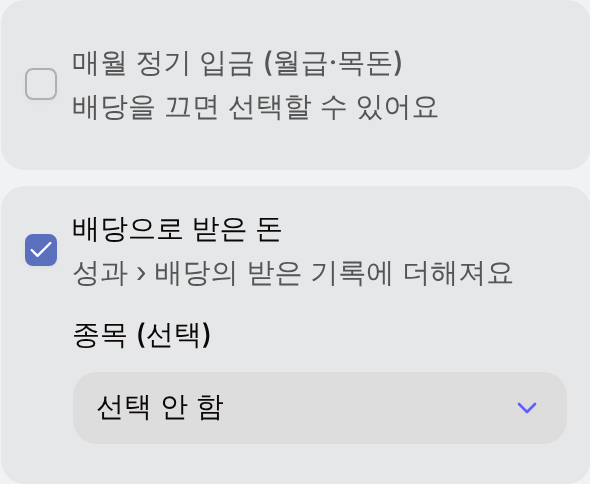 매월 정기 입금 (월급·목돈)
배당을 끄면 선택할 수 있어요
배당으로 받은 돈
성과 › 배당의 받은 기록에 더해져요
종목 (선택)
선택 안 함